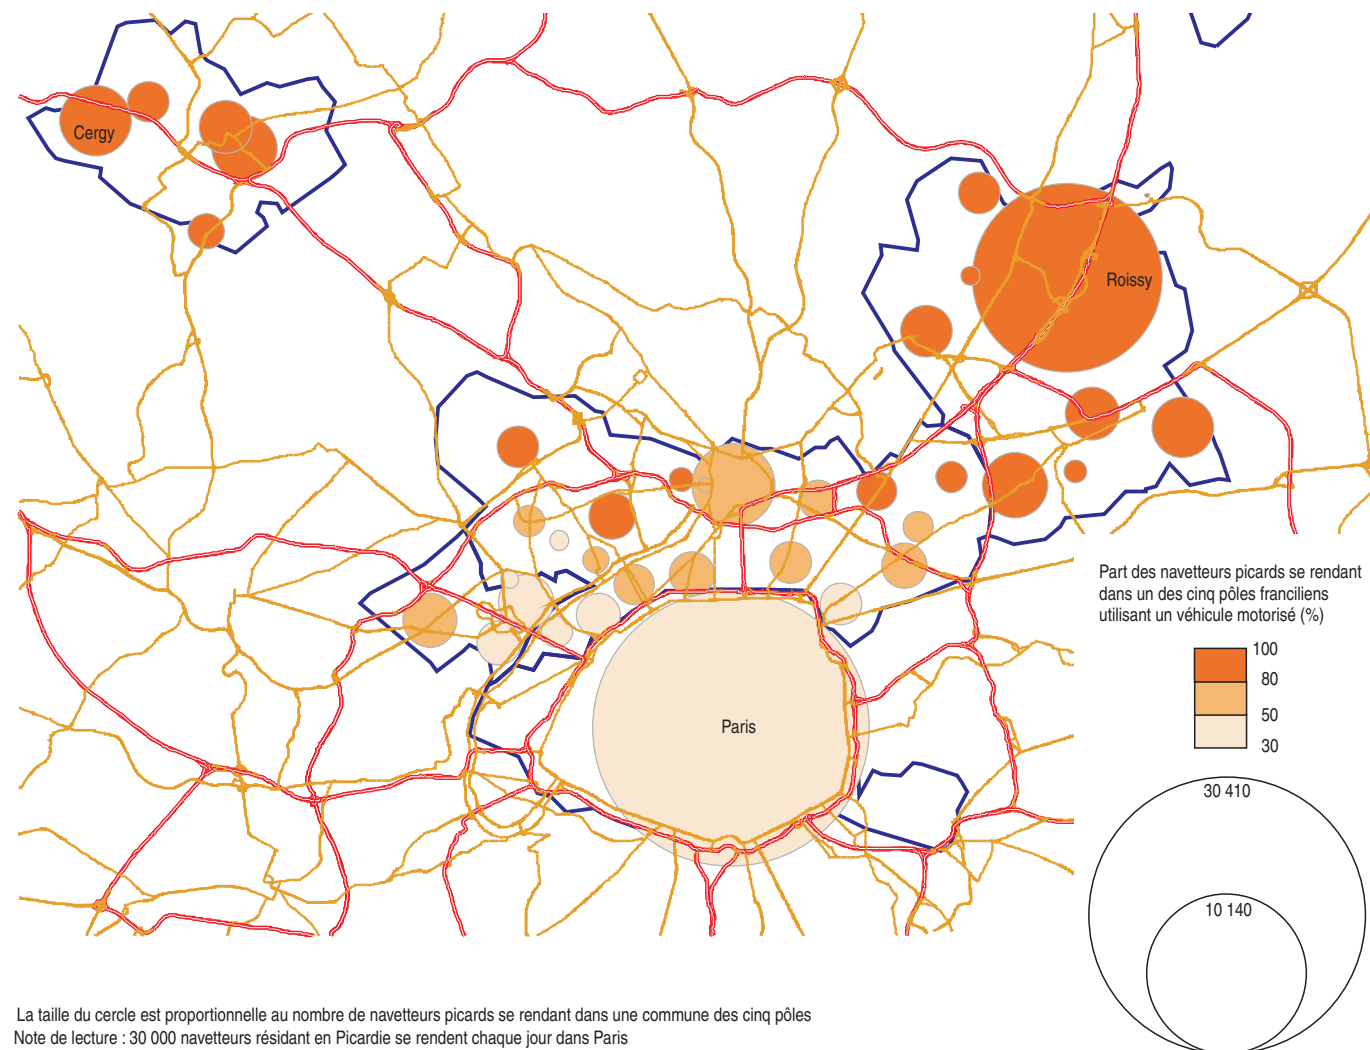 Cergy
Roissy
Paris
Part des navetteurs picards se rendant
dans un des cinq pôles franciliens
utilisant un véhicule motorisé (%)
100
80
50
30
30 410
10 140
La taille du cercle est proportionnelle au nombre de navetteurs picards se rendant dans une commune des cinq pôles
Note de lecture : 30 000 navetteurs résidant en Picardie se rendent chaque jour dans Paris